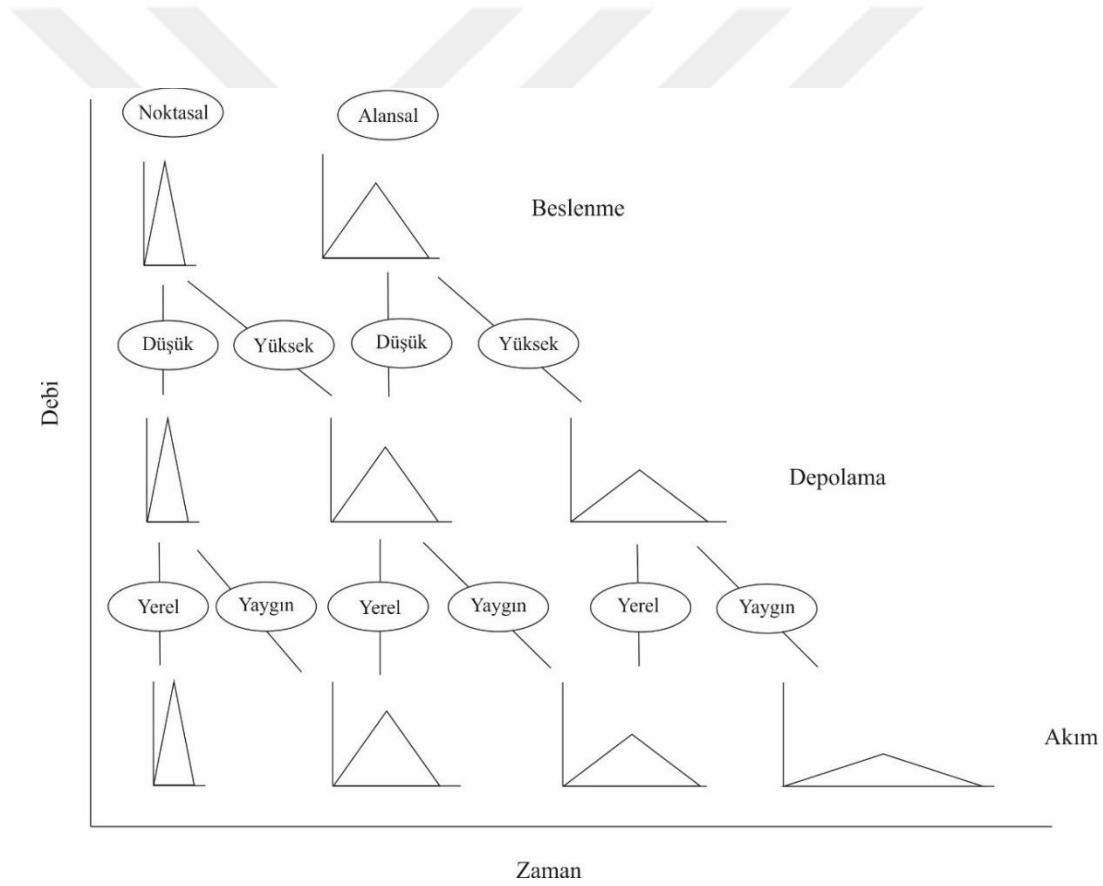 Noktasal
Alansal
Beslenme
Düşük
Yüksek
Düşük
Yüksek
Debi
Depolama
Yerel
Yaygın
Yerel
Yaygın
Yerel
Yaygın
Akım
Zaman